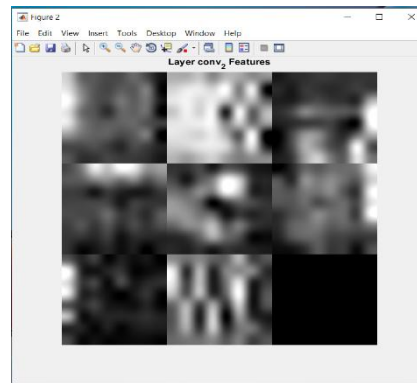 Figure 2
File Edit View Insert Tools Desktop Window Help
Layer conv₂ Features